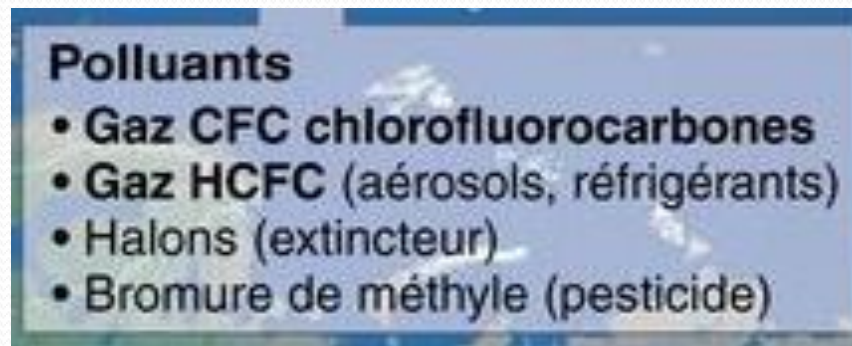 Polluants
• Gaz CFC chlorofluorocarbones
• Gaz HCFC (aérosols, réfrigérants)
• Halons (extincteur)
• Bromure de méthyle (pesticide)